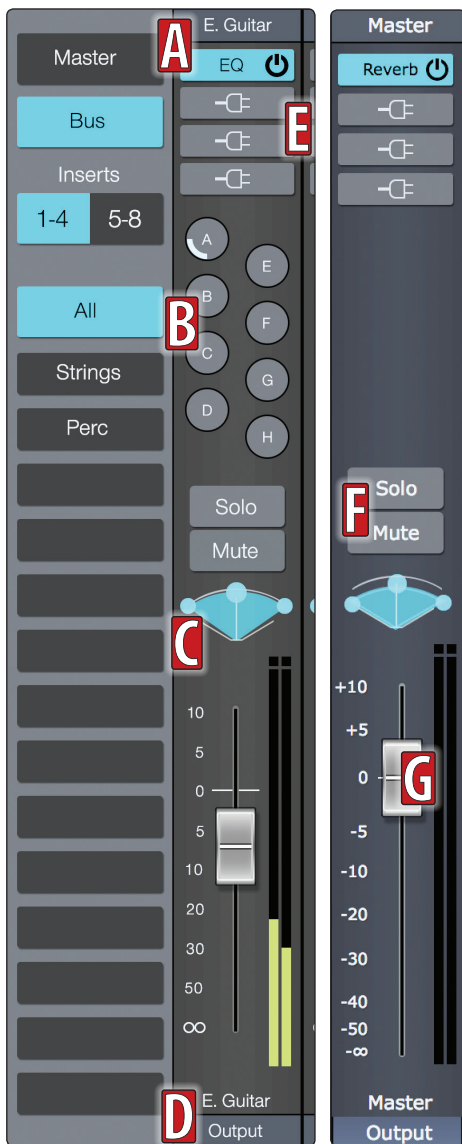 Master
Bus
Inserts
1-4 5-8
All
Strings
Perc
A
E. Guitar
EQ
E
A
B
C
D
E
F
G
H
B
Solo
Mute
C
10
5
0
5
10
20
30
50
∞
D
E. Guitar
Output
Master
Reverb
F
Solo
Mute
+10
+5
0
G
-5
-10
-20
-30
-40
-50
-∞
Master
Output